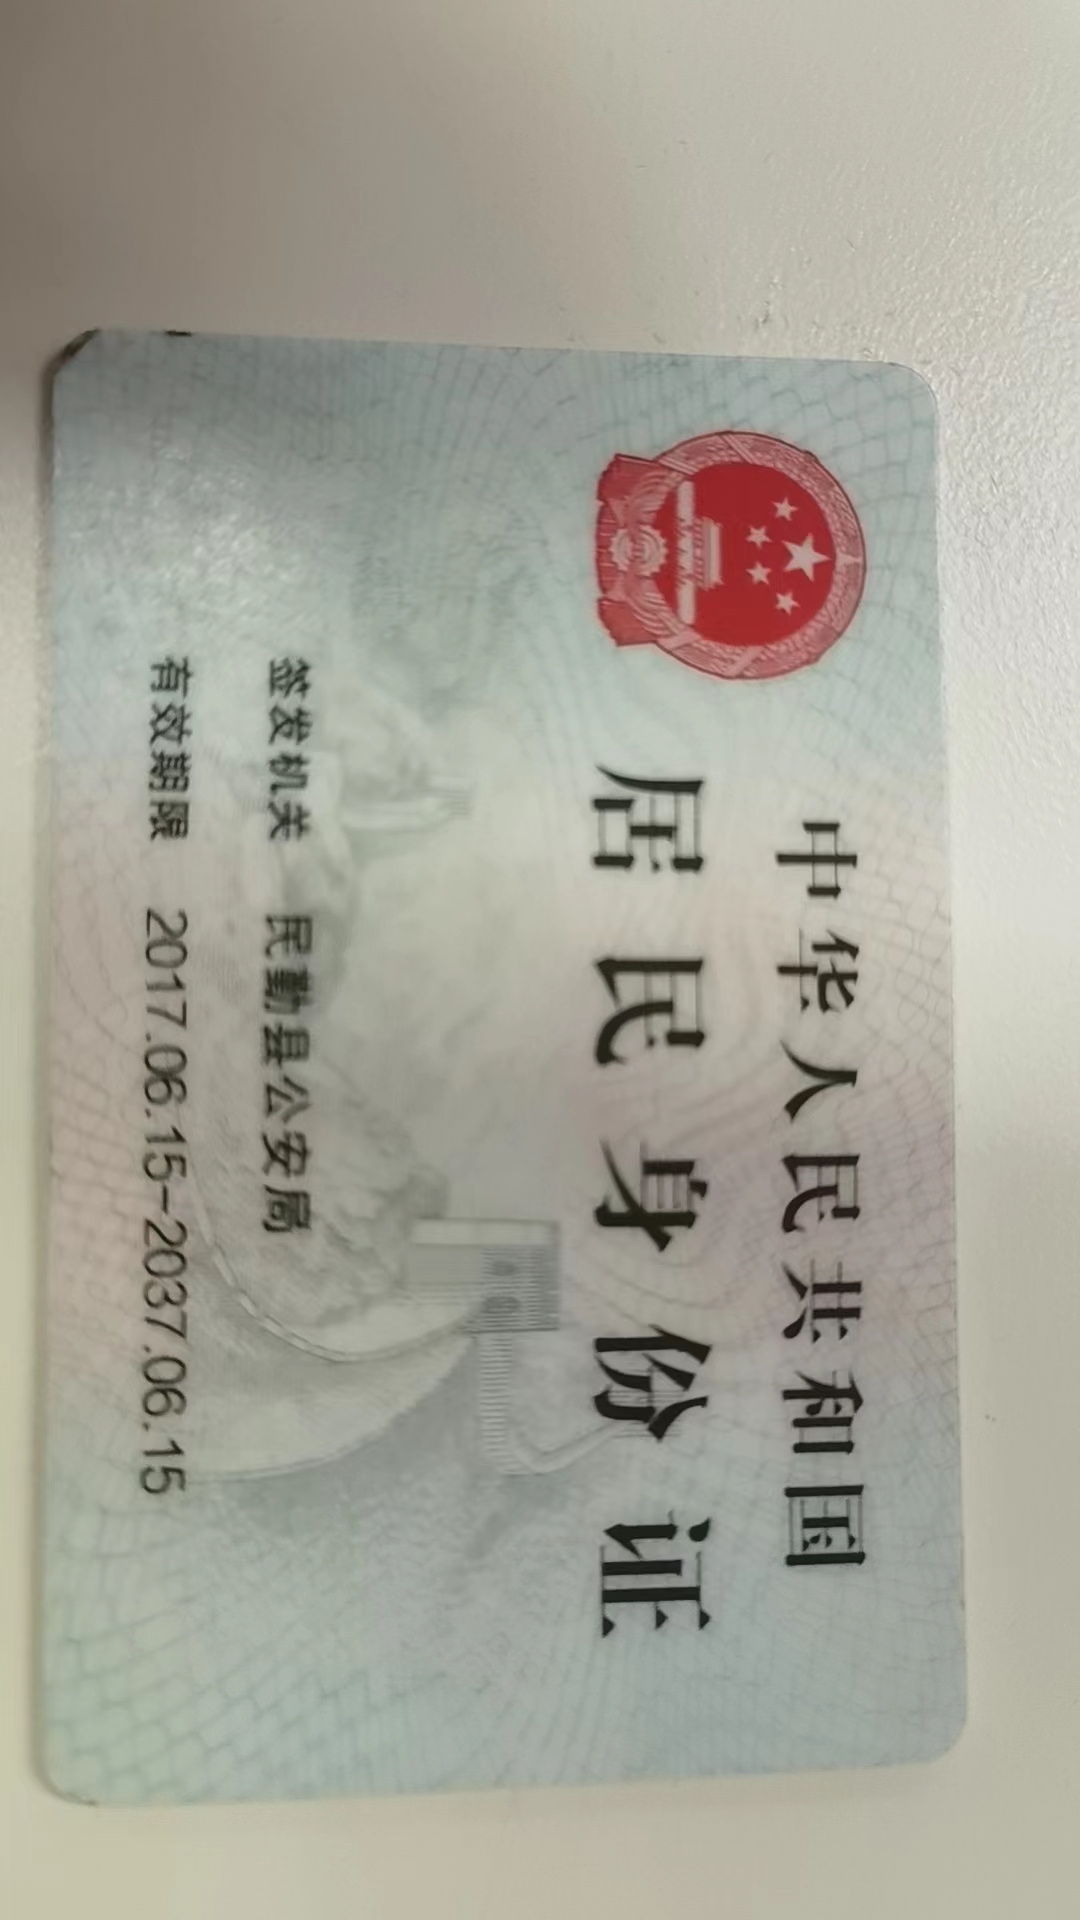 中华人民共和国
居民身份证
签发机关 民勤县公安局
有效期限 2017.06.15-2037.06.15